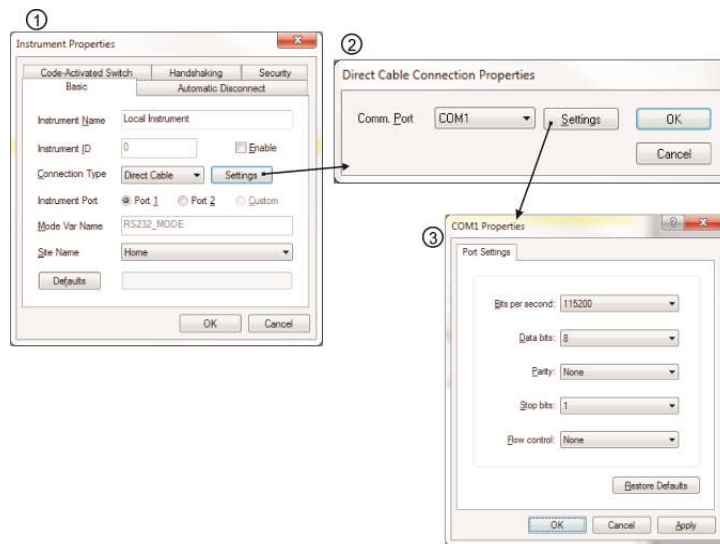 1
Instrument Properties
Code-Activated Switch Handshaking Security
Basic Automatic Disconnect
Instrument Name Local Instrument
Instrument ID 0 Enable
Connection Type Direct Cable Settings
Instrument Port Port 1 Port 2 Custom
Mode Var Name RS232_MODE
Site Name Home
Defaults
OK Cancel
2
Direct Cable Connection Properties
Comm. Port COM1 Settings OK
Cancel
3
COM1 Properties
Port Settings
Bits per second: 115200
Data bits: 8
Parity: None
Stop bits: 1
Flow control: None
Restore Defaults
OK Cancel Apply